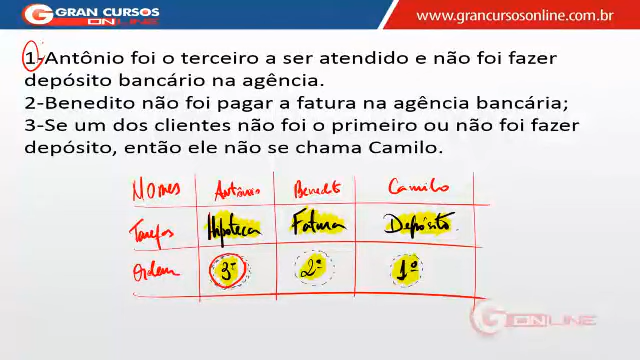 GRAN CURSOS
ONLINE
www.grancursosonline.com.br
1-Antônio foi o terceiro a ser atendido e não foi fazer
depósito bancário na agência.
2-Benedito não foi pagar a fatura na agência bancária;
3-Se um dos clientes não foi o primeiro ou não foi fazer
depósito, então ele não se chama Camilo.
Nomes Antônio Benedto Camilo
Tarefas Hipoteca Fatura Depósito.
Ordem 3º 2º 1º
G ONLINE